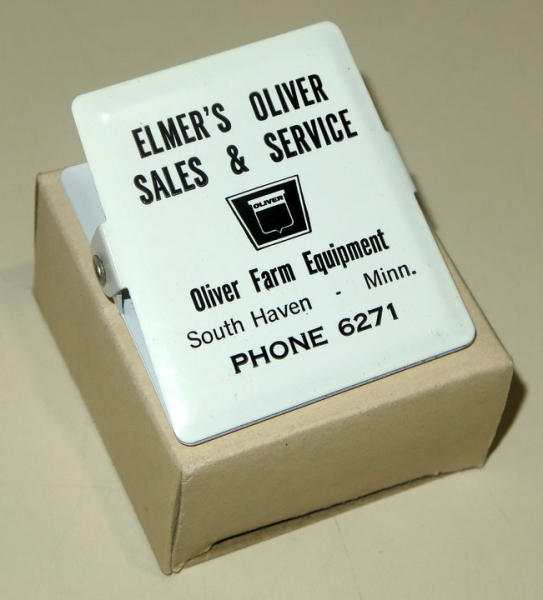 ELMER'S OLIVER
SALES & SERVICE
OLIVER
Oliver Farm Equipment
South Haven - Minn.
PHONE 6271